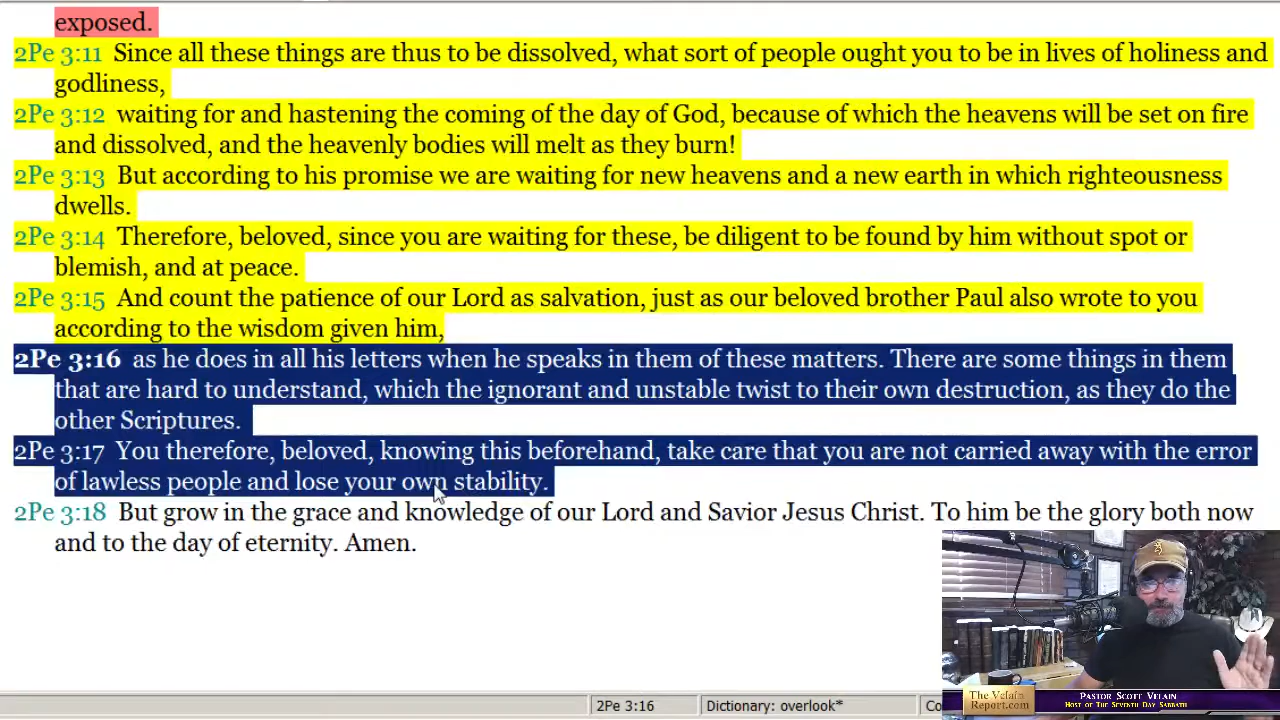 exposed.
2Pe 3:11 Since all these things are thus to be dissolved, what sort of people ought you to be in lives of holiness and
godliness,
2Pe 3:12 waiting for and hastening the coming of the day of God, because of which the heavens will be set on fire
and dissolved, and the heavenly bodies will melt as they burn!
2Pe 3:13 But according to his promise we are waiting for new heavens and a new earth in which righteousness
dwells.
2Pe 3:14 Therefore, beloved, since you are waiting for these, be diligent to be found by him without spot or
blemish, and at peace.
2Pe 3:15 And count the patience of our Lord as salvation, just as our beloved brother Paul also wrote to you
according to the wisdom given him,
2Pe 3:16 as he does in all his letters when he speaks in them of these matters. There are some things in them
that are hard to understand, which the ignorant and unstable twist to their own destruction, as they do the
other Scriptures.
2Pe 3:17 You therefore, beloved, knowing this beforehand, take care that you are not carried away with the error
of lawless people and lose your own stability.
2Pe 3:18 But grow in the grace and knowledge of our Lord and Savior Jesus Christ. To him be the glory both now
and to the day of eternity. Amen.
2Pe 3:16 Dictionary: overlook* Co
The Velain
Report.com
PASTOR SCOTT VELAIN
HOST OF THE SEVENTH DAY SABBATH